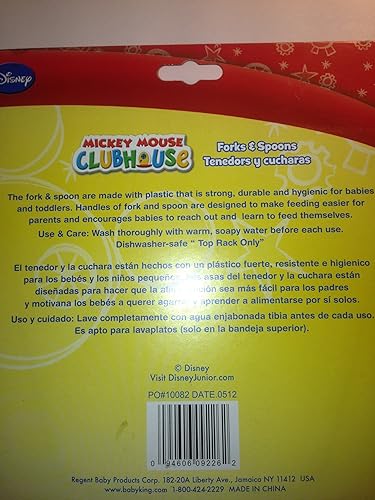 Disney
MICKEY MOUSE
CLUBHOUSE
Forks & Spoons
Tenedors y cucharas
The fork & spoon are made with plastic that is strong, durable and hygienic for babies
and toddlers. Handles of fork and spoon are designed to make feeding easier for
parents and encourages babies to reach out and learn to feed themselves.
Use & Care: Wash thoroughly with warm, soapy water before each use.
Dishwasher-safe " Top Rack Only"
El tenedor y la cuchara están hechos con un plástico fuerte, resistente e higienico
para los bebés y los niños pequeños. Las asas del tenedor y la cuchara están
diseñadas para hacer que la alimentación sea más fácil para los padres
y motivana los bebés a querer agarrar y aprender a alimentarse por sí solos.
Uso y cuidado: Lave completamente con agua enjabonada tibia antes de cada uso.
Es apto para lavaplatos (solo en la bandeja superior).
© Disney
Visit DisneyJunior.com
PO#10082 DATE.0512
0 94606 09226 2
Regent Baby Products Corp. 182-20A Liberty Ave., Jamaica NY 11412 USA
www.babyking.com 1-800-424-2229 MADE IN CHINA